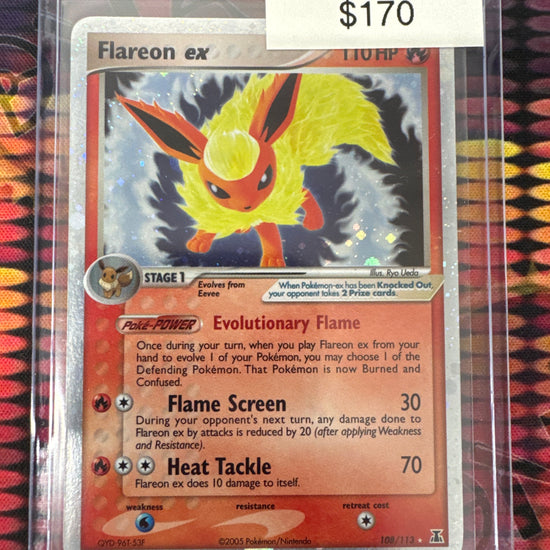 $170
Flareon ex
110 HP
Illus. Ryo Ueda
STAGE 1
Evolves from
Eevee
When Pokémon-ex has been Knocked Out,
your opponent takes 2 Prize cards.
Poké-POWER Evolutionary Flame
Once during your turn, when you play Flareon ex from your
hand to evolve 1 of your Pokémon, you may choose 1 of the
Defending Pokémon. That Pokémon is now Burned and
Confused.
Flame Screen 30
During your opponent's next turn, any damage done to
Flareon ex by attacks is reduced by 20 (after applying Weakness
and Resistance).
Heat Tackle 70
Flareon ex does 10 damage to itself.
weakness resistance retreat cost
QYD-96T-53F ©2005 Pokémon/Nintendo 108/113